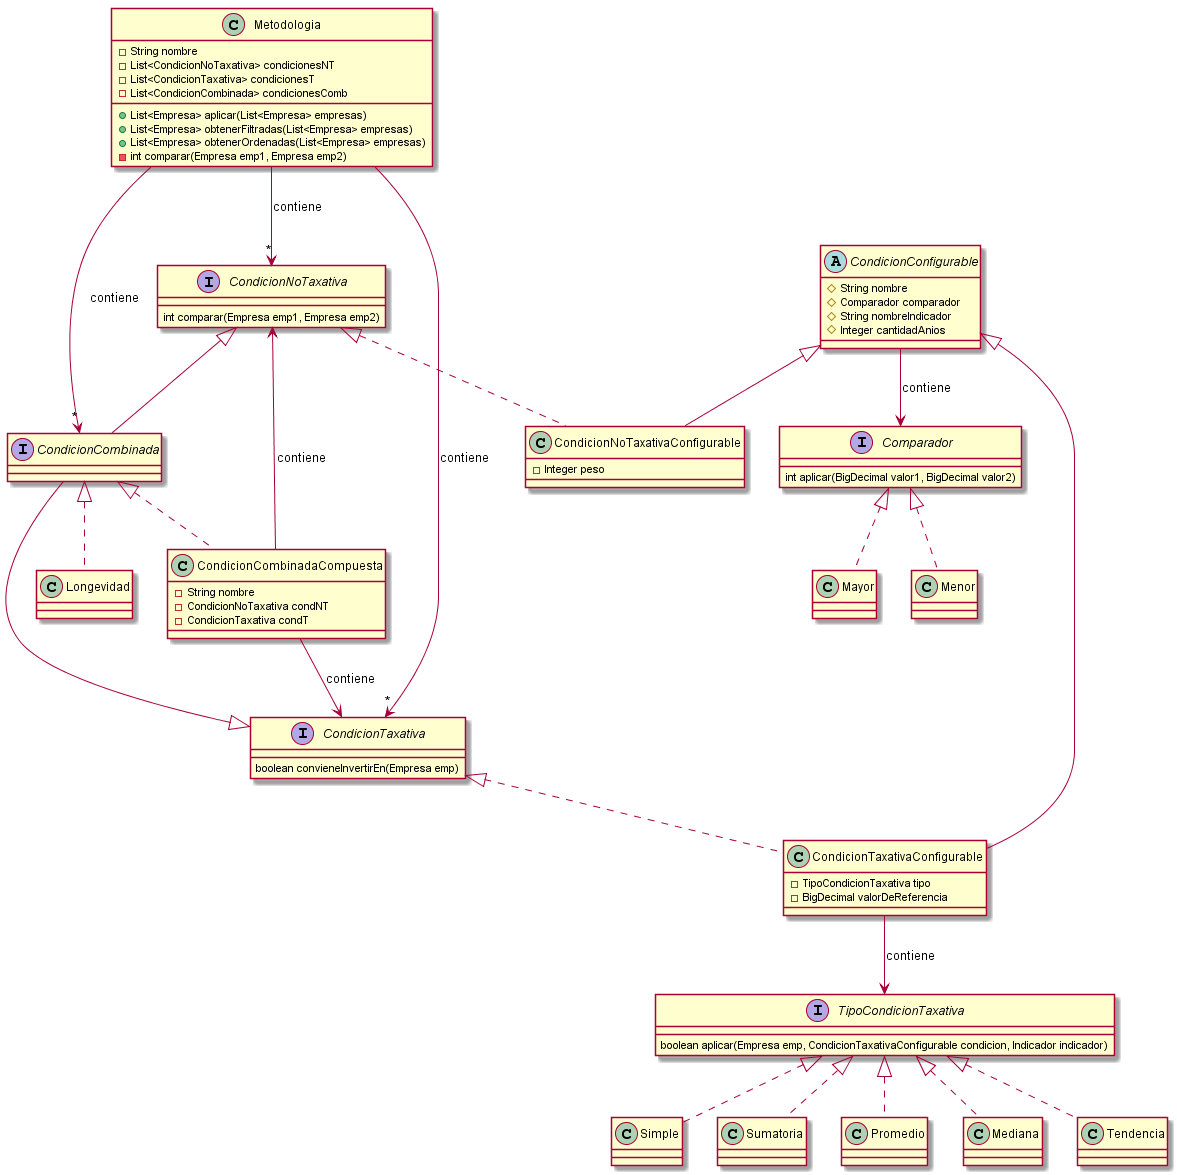 C Metodologia
String nombre
List<CondicionNoTaxativa> condicionesNT
List<CondicionTaxativa> condicionesT
List<CondicionCombinada> condicionesComb
List<Empresa> aplicar(List<Empresa> empresas)
List<Empresa> obtenerFiltradas(List<Empresa> empresas)
List<Empresa> obtenerOrdenadas(List<Empresa> empresas)
int comparar(Empresa emp1, Empresa emp2)
contiene
*
contiene
I CondicionNoTaxativa
int comparar(Empresa emp1, Empresa emp2)
A CondicionConfigurable
String nombre
Comparador comparador
String nombreIndicador
Integer cantidadAnios
contiene
*
I CondicionCombinada
contiene
contiene
C CondicionNoTaxativaConfigurable
Integer peso
I Comparador
int aplicar(BigDecimal valor1, BigDecimal valor2)
C Longevidad
C CondicionCombinadaCompuesta
String nombre
CondicionNoTaxativa condNT
CondicionTaxativa condT
C Mayor
C Menor
contiene
*
I CondicionTaxativa
boolean convieneInvertirEn(Empresa emp)
C CondicionTaxativaConfigurable
TipoCondicionTaxativa tipo
BigDecimal valorDeReferencia
contiene
I TipoCondicionTaxativa
boolean aplicar(Empresa emp, CondicionTaxativaConfigurable condicion, Indicador indicador)
C Simple
C Sumatoria
C Promedio
C Mediana
C Tendencia